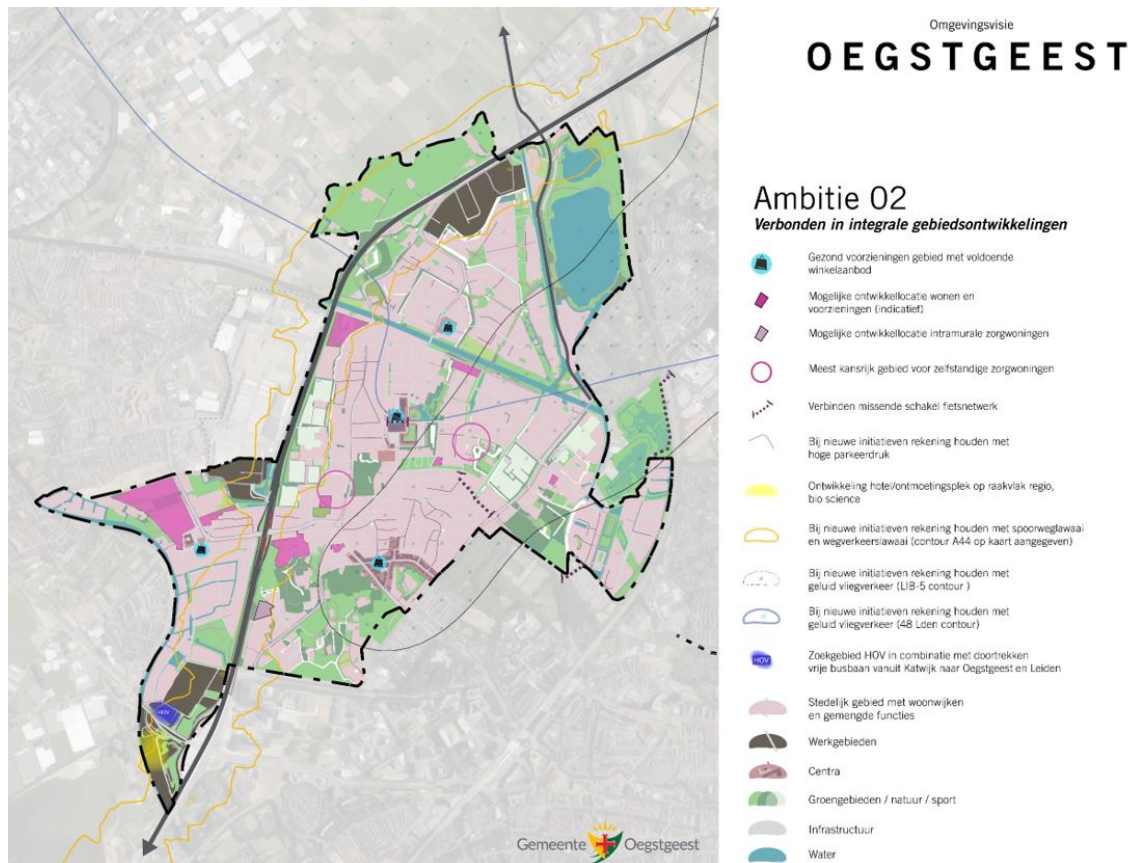 Omgevingsvisie
OEGSTGEEST
Ambitie 02
Verbonden in integrale gebiedsontwikkelingen
Gezond voorzieningen gebied met voldoende
winkelaanbod
Mogelijke ontwikkellocatie wonen en
voorzieningen (indicatief)
Mogelijke ontwikkellocatie intramurale zorgwoningen
Meest kansrijk gebied voor zelfstandige zorgwoningen
Verbinden missende schakel fietsnetwerk
Bij nieuwe initiatieven rekening houden met
hoge parkeerdruk
Ontwikkeling hotel/ontmoetingsplek op raakvlak regio,
bio science
Bij nieuwe initiatieven rekening houden met spoorweglawaai
en wegverkeerslawaai (contour A44 op kaart aangegeven)
Bij nieuwe initiatieven rekening houden met
geluid vliegverkeer (LIB-5 contour )
Bij nieuwe initiatieven rekening houden met
geluid vliegverkeer (48 Lden contour)
HOV
Zoekgebied HOV in combinatie met doortrekken
vrije busbaan vanuit Katwijk naar Oegstgeest en Leiden
Stedelijk gebied met woonwijken
en gemengde functies
Werkgebieden
Centra
Groengebieden / natuur / sport
Infrastructuur
Water
HOV
Gemeente Oegstgeest